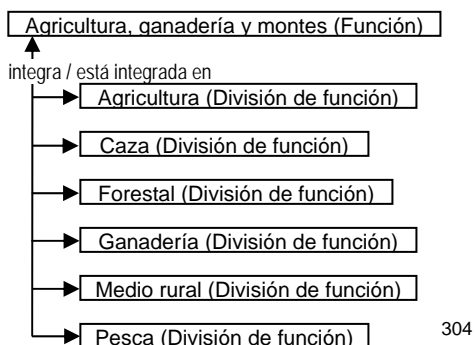 Agricultura, ganadería y montes (Función)
integra / está integrada en
Agricultura (División de función)
Caza (División de función)
Forestal (División de función)
Ganadería (División de función)
Medio rural (División de función)
Pesca (División de función)
304